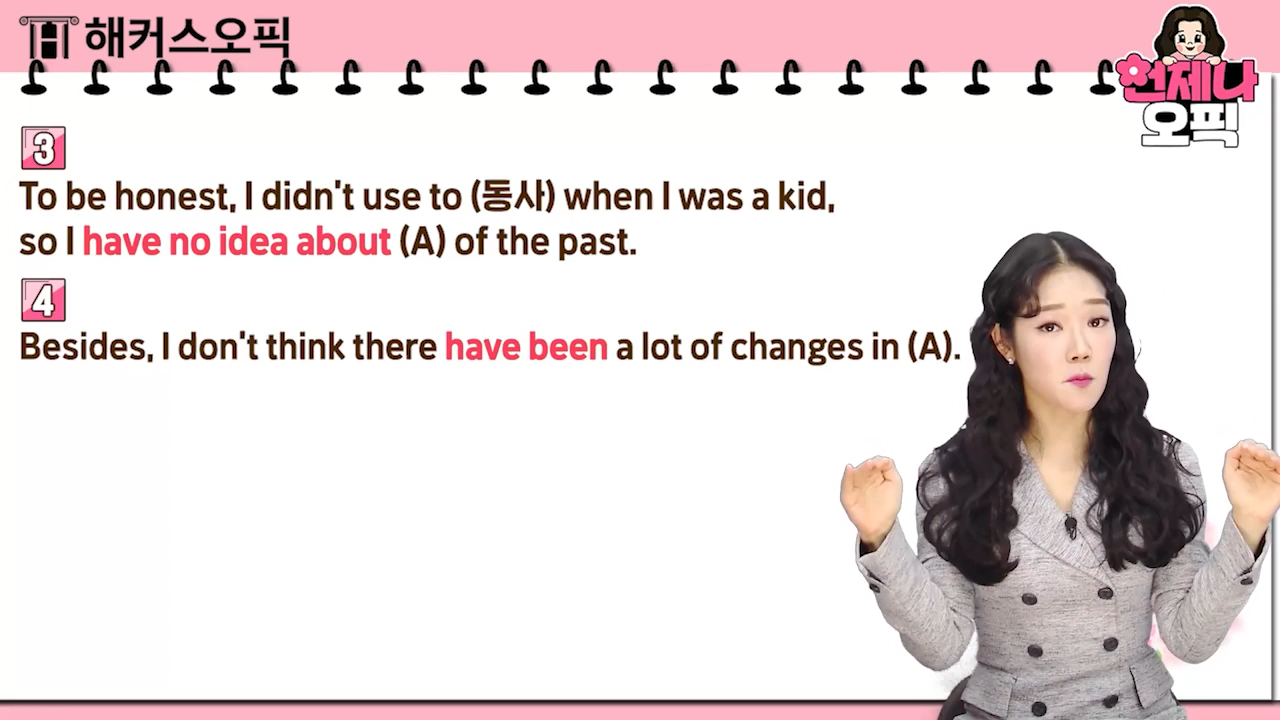 해커스오픽
언제나
오픽
3
To be honest, I didn't use to (동사) when I was a kid,
so I have no idea about (A) of the past.
4
Besides, I don't think there have been a lot of changes in (A).